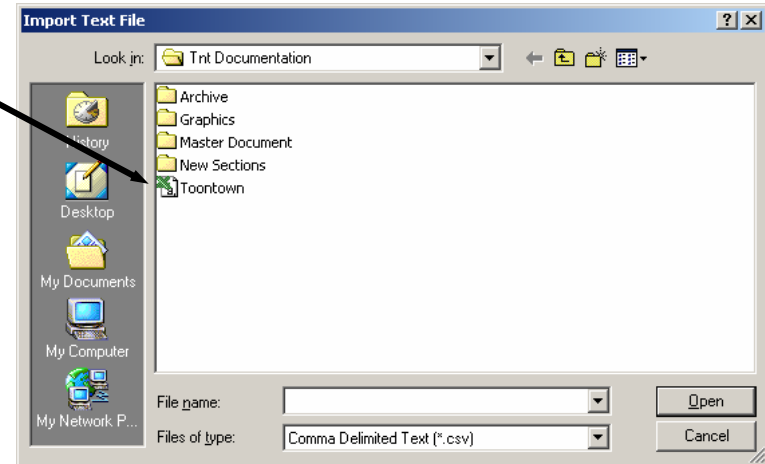 Import Text File
Look in: Tnt Documentation
History
Desktop
My Documents
My Computer
My Network P...
Archive
Graphics
Master Document
New Sections
Toontown
File name:
Open
Files of type: Comma Delimited Text (*.csv)
Cancel